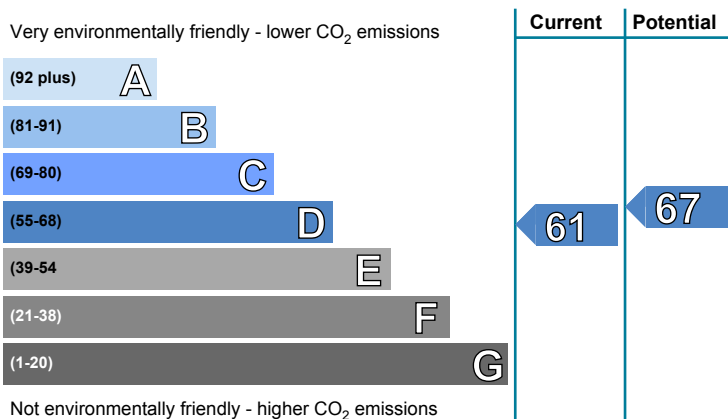 Current Potential
Very environmentally friendly - lower CO₂ emissions
(92 plus) A
(81-91) B
(69-80) C
(55-68) D 61 67
(39-54 E
(21-38) F
(1-20) G
Not environmentally friendly - higher CO₂ emissions